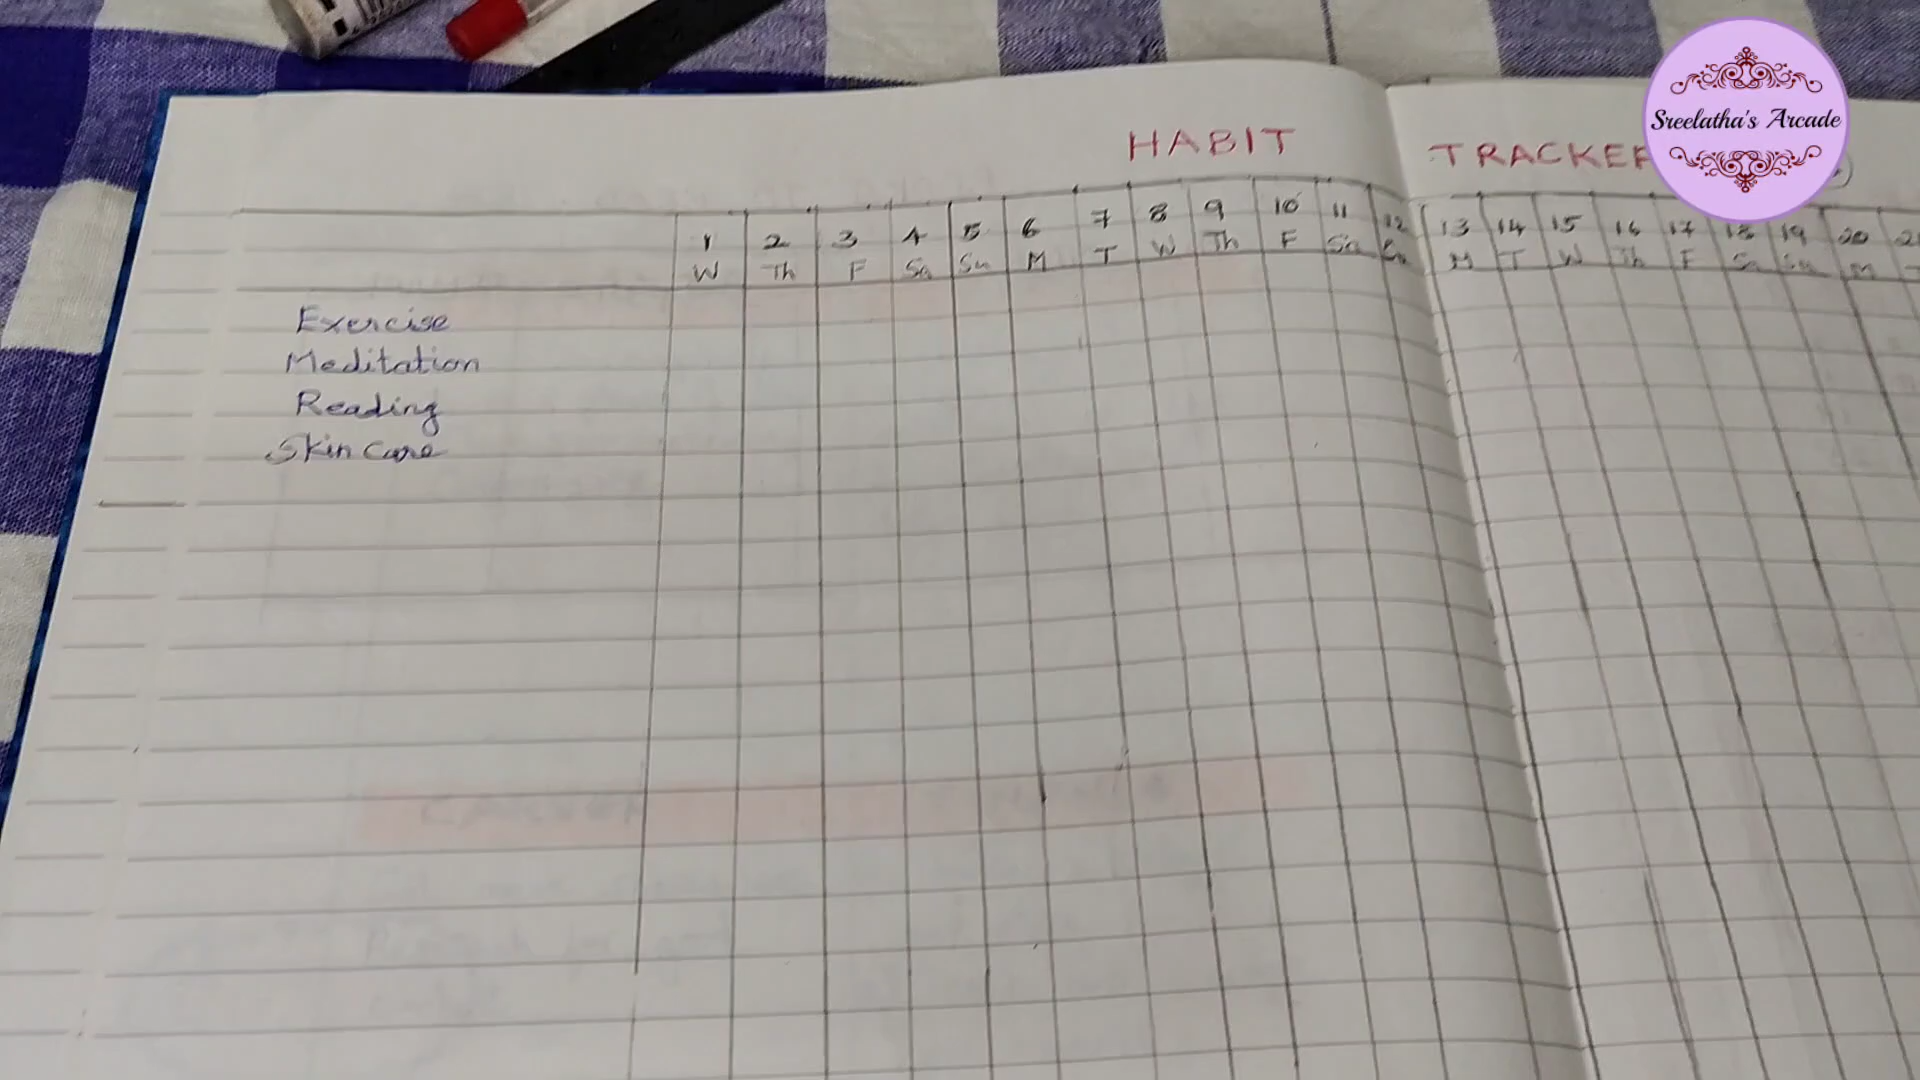 HABIT TRACKER
Sreelatha's Arcade
1 2 3 4 5 6 7 8 9 10 11 12 13 14 15 16 17 18 19 20 21
W Th F Sa Su M T W Th F Sa Su M T W Th F Sa Su M T
Exercise
Meditation
Reading
Skin Care